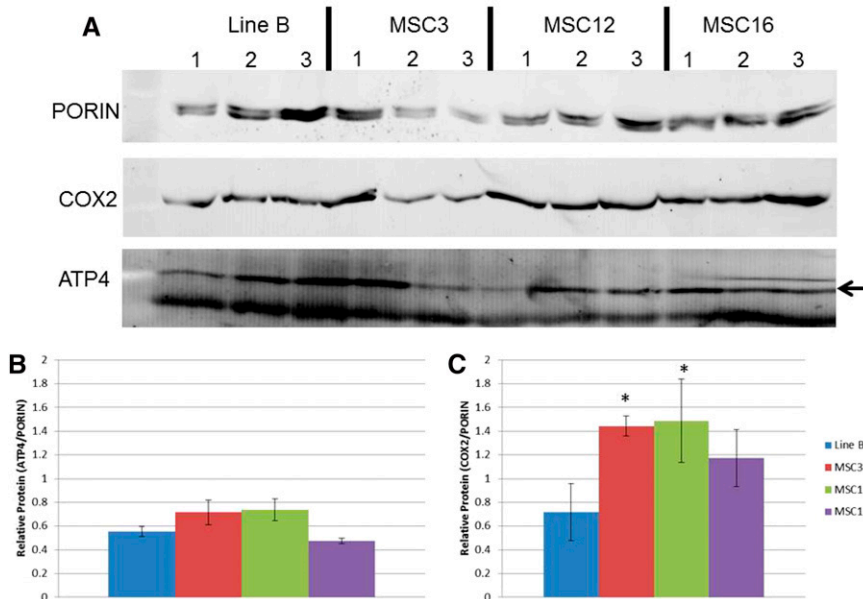 A
Line B MSC3 MSC12 MSC16
1 2 3 1 2 3 1 2 3 1 2 3
PORIN
COX2
ATP4
B
Relative Protein (ATP4/PORIN)
2
1.8
1.6
1.4
1.2
1
0.8
0.6
0.4
0.2
0
C
Relative Protein (COX2/PORIN
2
1.8
1.6
1.4
1.2
1
0.8
0.6
0.4
0.2
0
* *
Line B
MSC3
MSC1
MSC1